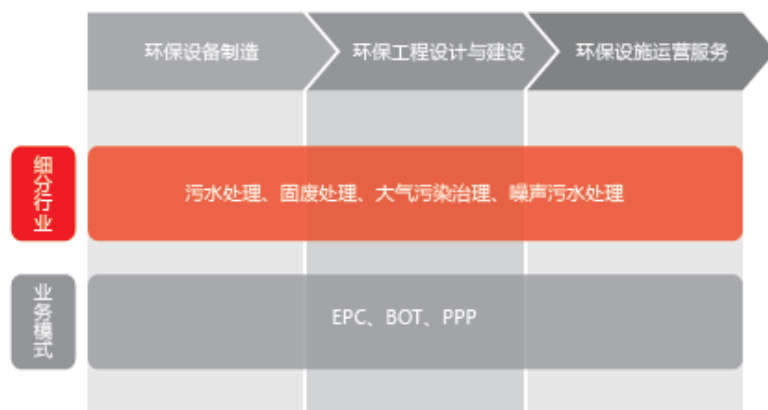 环保设备制造
环保工程设计与建设
环保设施运营服务
细分行业
污水处理、固废处理、大气污染治理、噪声污水处理
业务模式
EPC、BOT、PPP